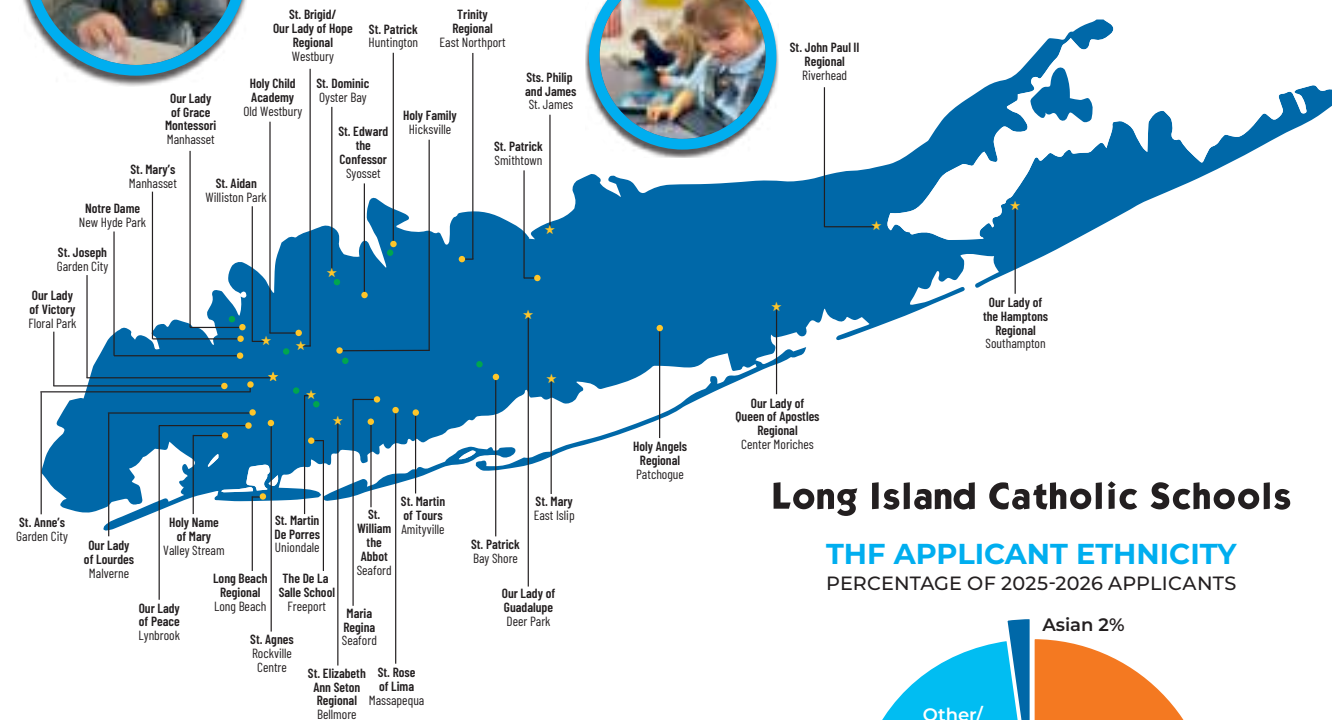 St. Brigid/
Our Lady of Hope
Regional
Westbury
St. Patrick
Huntington
Trinity
Regional
East Northport
St. John Paul II
Regional
Riverhead
Sts. Philip
and James
St. James
Holy Child
Academy
Old Westbury
St. Dominic
Oyster Bay
Our Lady
of Grace
Montessori
Manhasset
Holy Family
Hicksville
St. Edward
the
Confessor
Syosset
St. Patrick
Smithtown
St. Mary's
Manhasset
St. Aidan
Williston Park
Notre Dame
New Hyde Park
St. Joseph
Garden City
Our Lady
of Victory
Floral Park
Our Lady of
the Hamptons
Regional
Southampton
Our Lady of
Queen of Apostles
Regional
Center Moriches
Holy Angels
Regional
Patchogue
St. Anne's
Garden City
Our Lady
of Lourdes
Malverne
Holy Name
of Mary
Valley Stream
St. Martin
De Porres
Uniondale
St.
William
the
Abbot
Seaford
St. Martin
of Tours
Amityville
St. Mary
East Islip
St. Patrick
Bay Shore
Long Beach
Regional
Long Beach
The De La
Salle School
Freeport
Our Lady of
Guadalupe
Deer Park
Our Lady
of Peace
Lynbrook
Maria
Regina
Seaford
St. Agnes
Rockville
Centre
St. Elizabeth
Ann Seton
Regional
Bellmore
St. Rose
of Lima
Massapequa
Long Island Catholic Schools
THF APPLICANT ETHNICITY
PERCENTAGE OF 2025-2026 APPLICANTS
Asian 2%
Other/